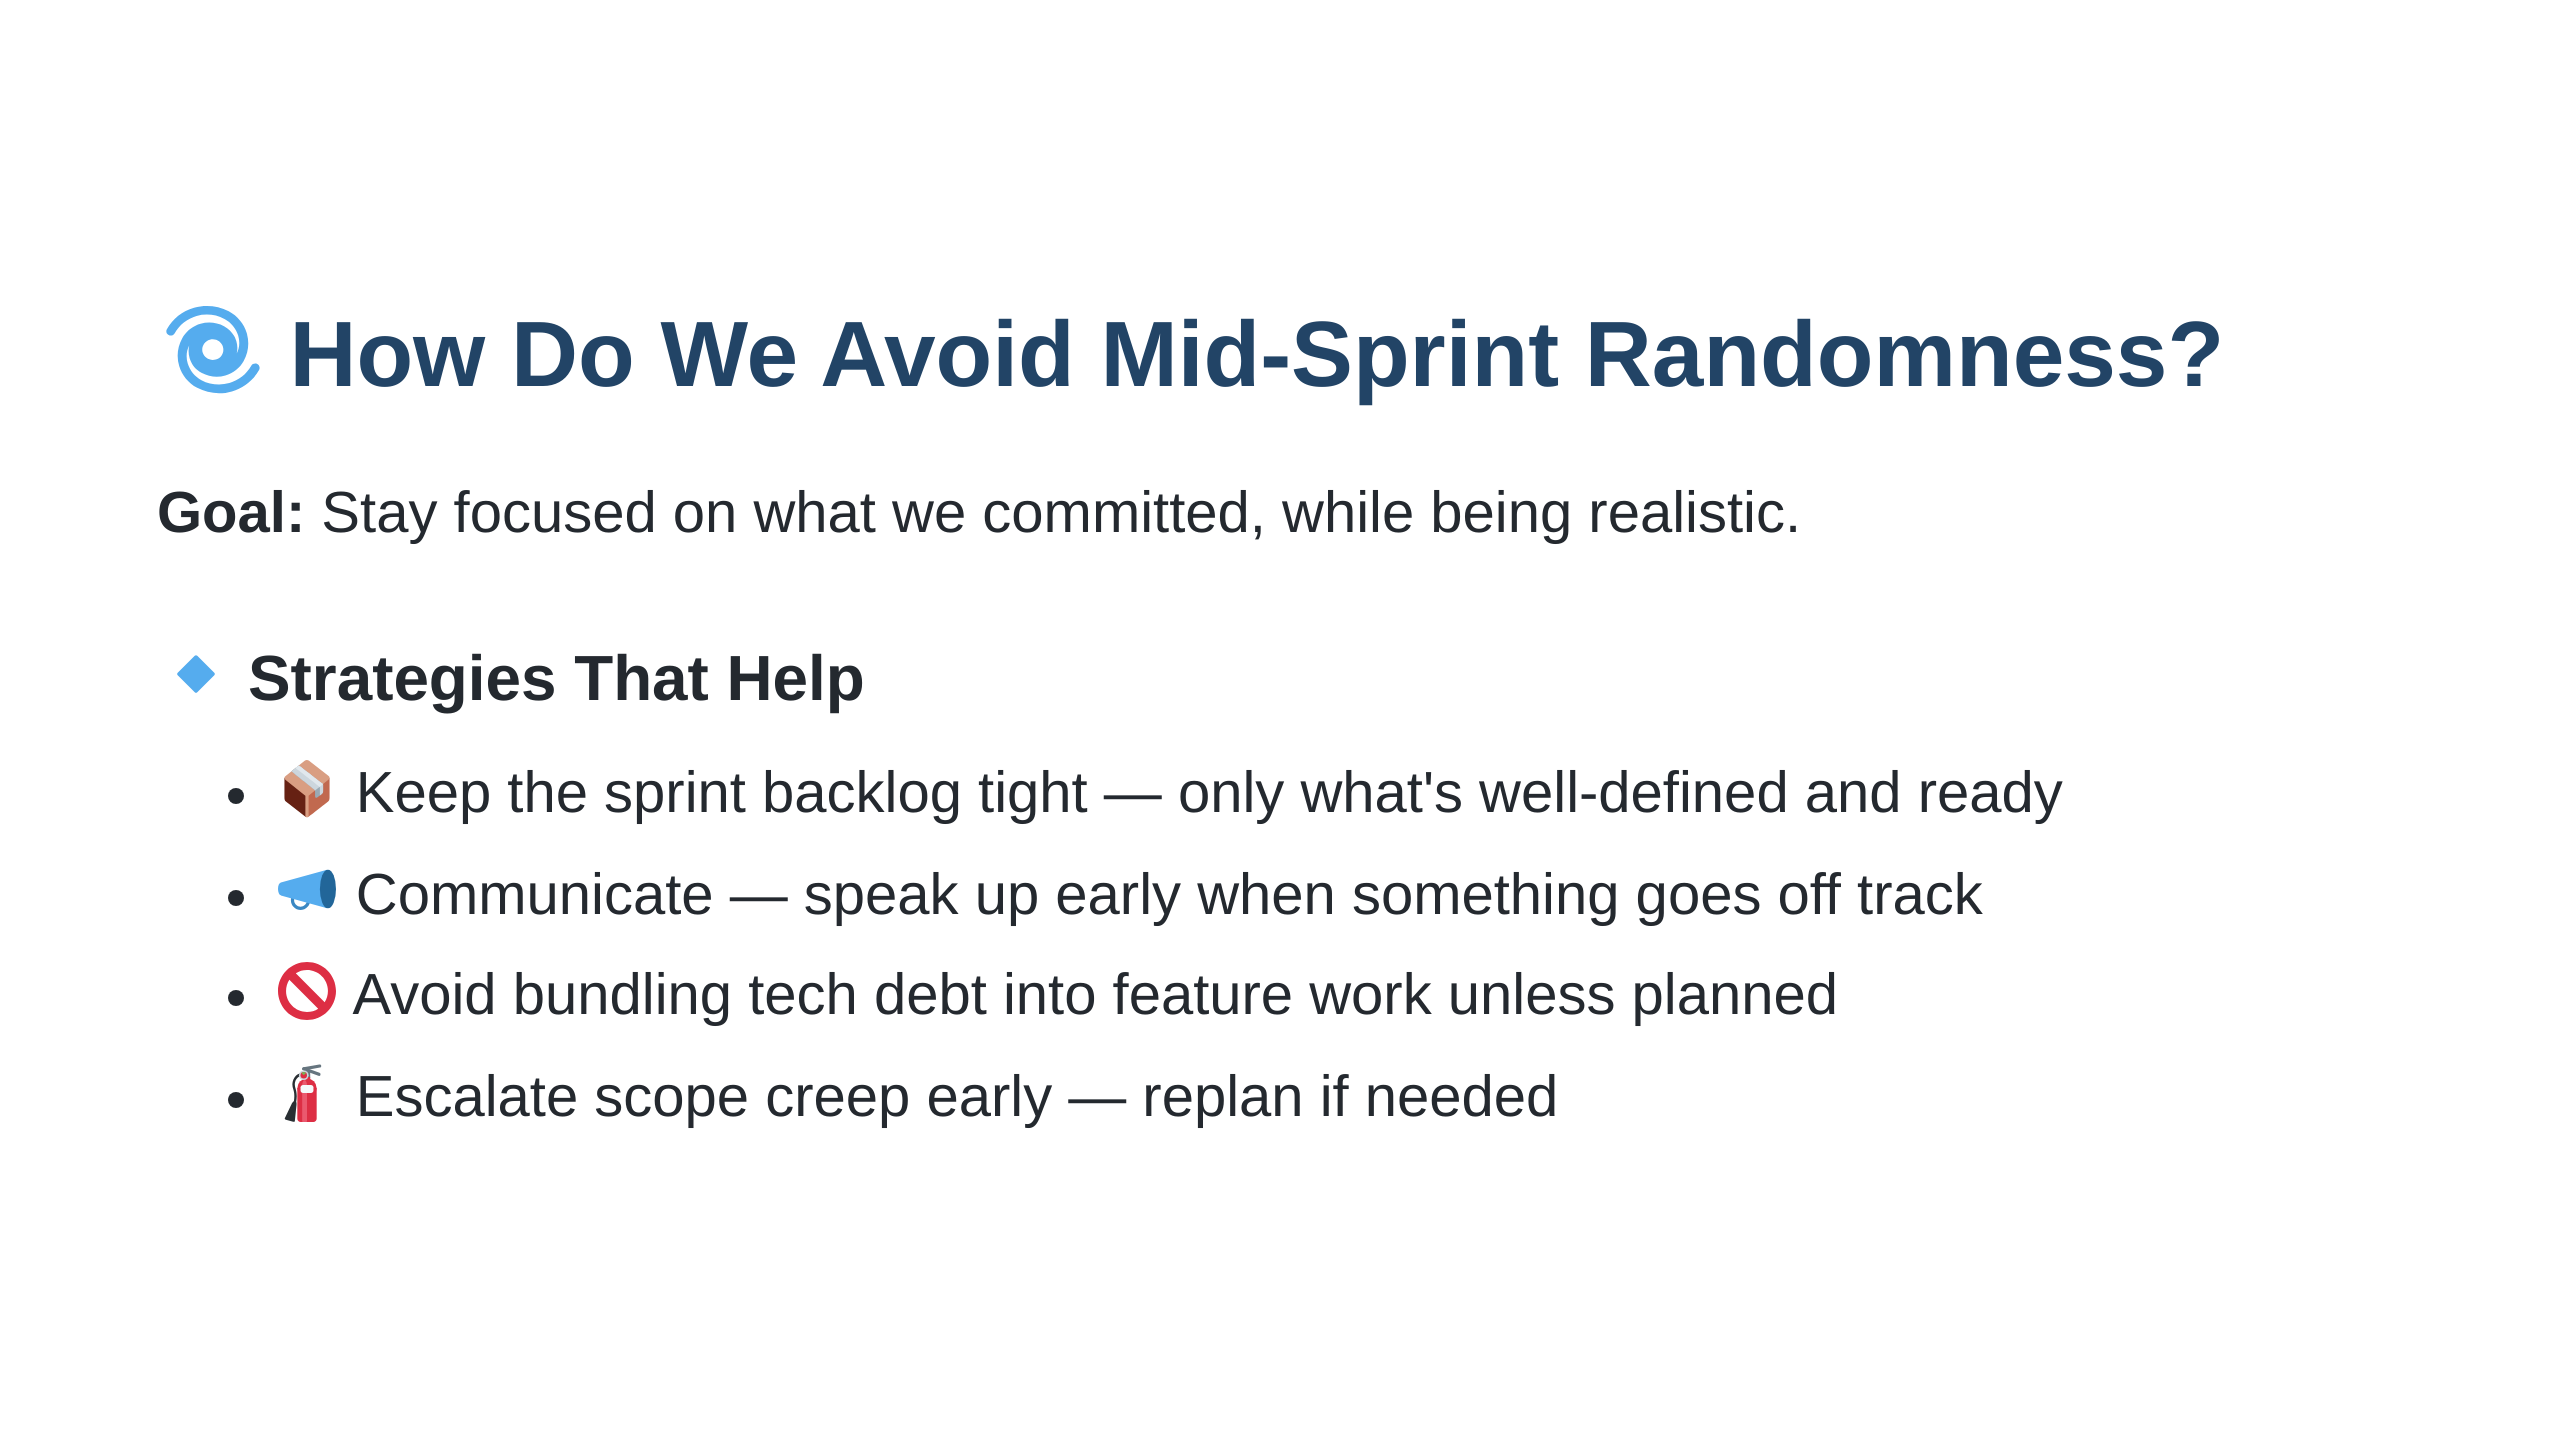 🌀 How Do We Avoid Mid-Sprint Randomness?
Goal: Stay focused on what we committed, while being realistic.
🔹 Strategies That Help
• 📦 Keep the sprint backlog tight — only what's well-defined and ready
• 📣 Communicate — speak up early when something goes off track
• 🚫 Avoid bundling tech debt into feature work unless planned
• 🧯 Escalate scope creep early — replan if needed